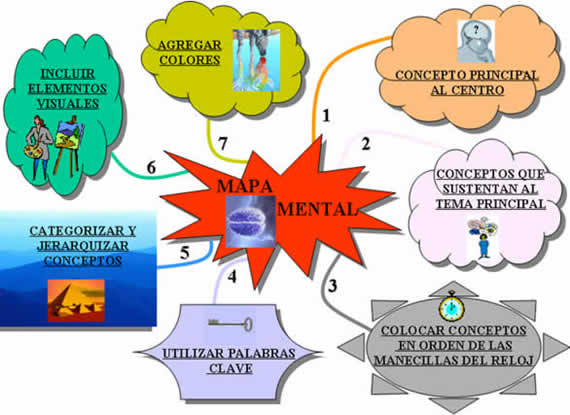 MAPA
MENTAL
1
CONCEPTO PRINCIPAL
AL CENTRO
?
2
CONCEPTOS QUE
SUSTENTAN AL
TEMA PRINCIPAL
3
COLOCAR CONCEPTOS
EN ORDEN DE LAS
MANECILLAS DEL RELOJ
4
UTILIZAR PALABRAS
CLAVE
5
CATEGORIZAR Y
JERARQUIZAR
CONCEPTOS
6
INCLUIR
ELEMENTOS
VISUALES
7
AGREGAR
COLORES